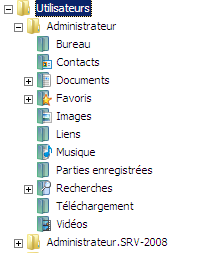 Utilisateurs
Administrateur
Bureau
Contacts
Documents
Favoris
Images
Liens
Musique
Parties enregistrées
Recherches
Téléchargement
Vidéos
Administrateur.SRV-2008